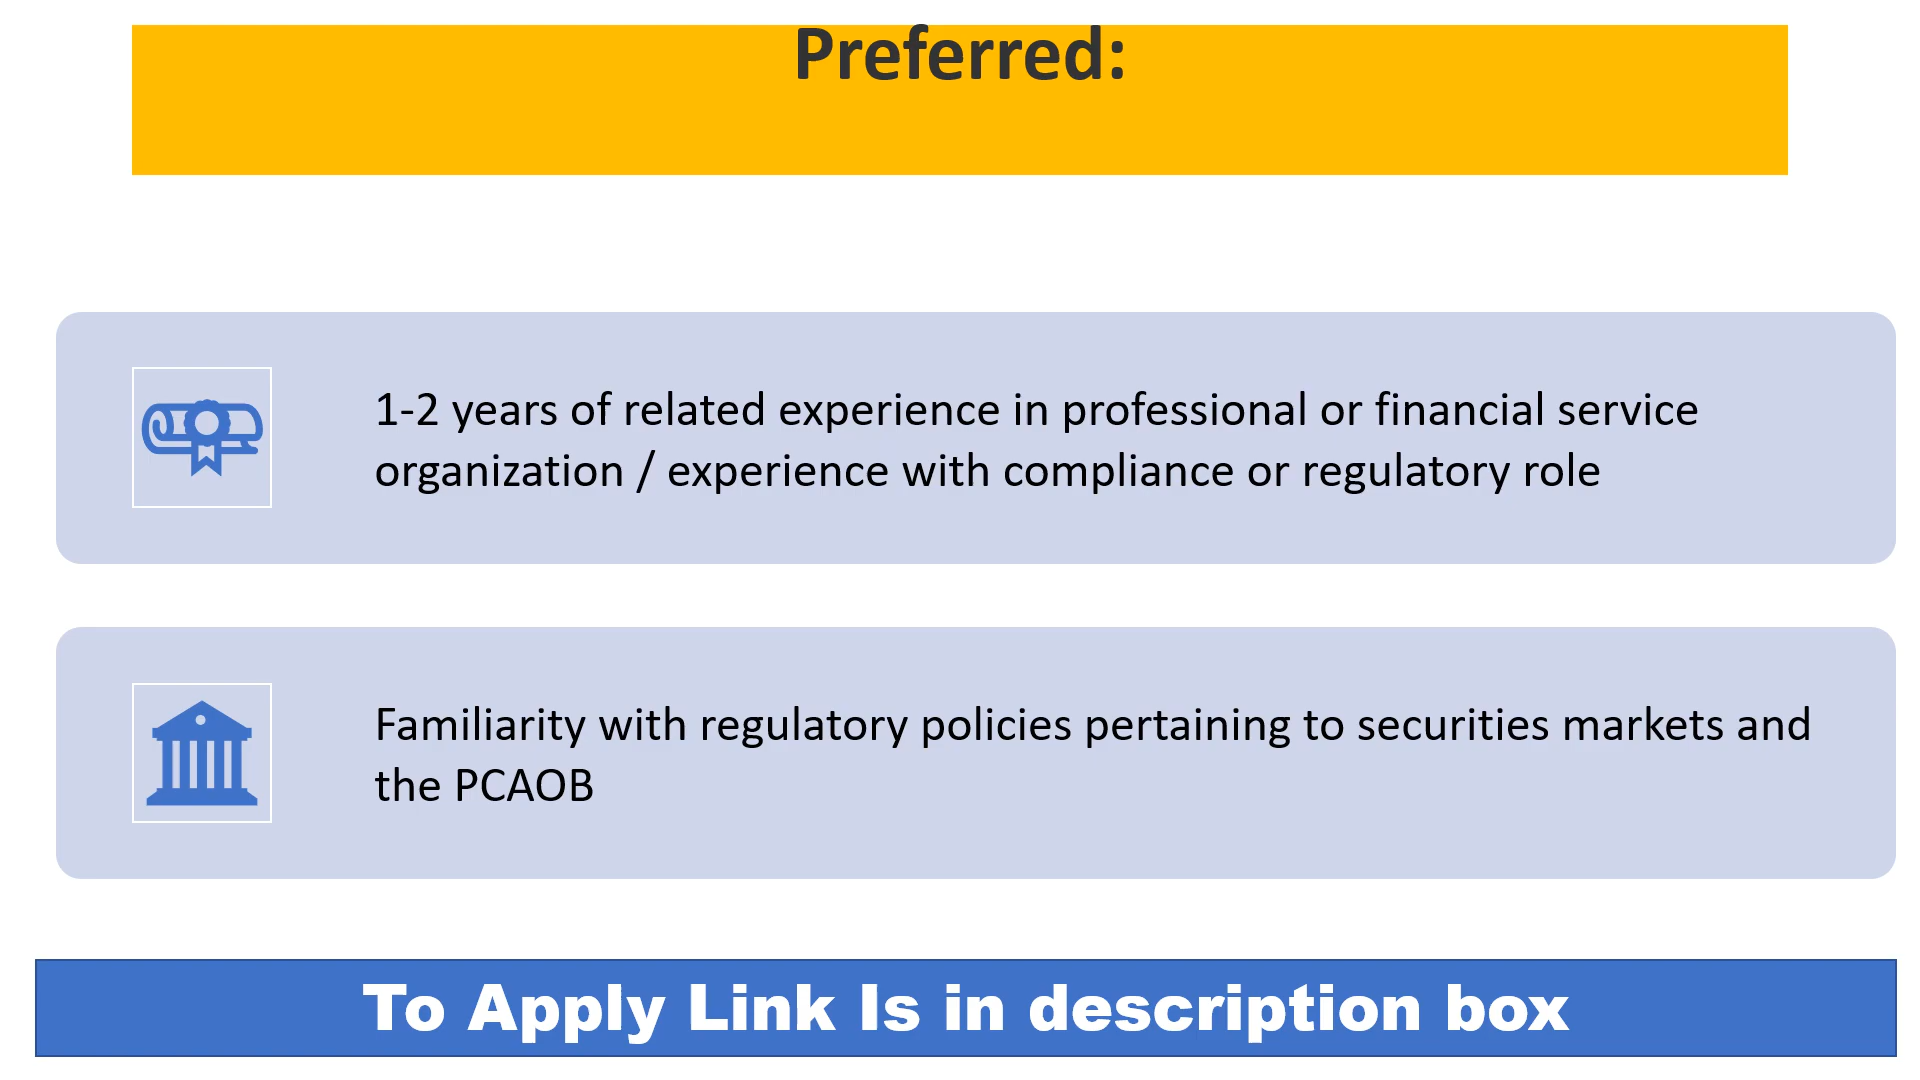 Preferred:
1-2 years of related experience in professional or financial service
organization / experience with compliance or regulatory role
Familiarity with regulatory policies pertaining to securities markets and
the PCAOB
To Apply Link Is in description box